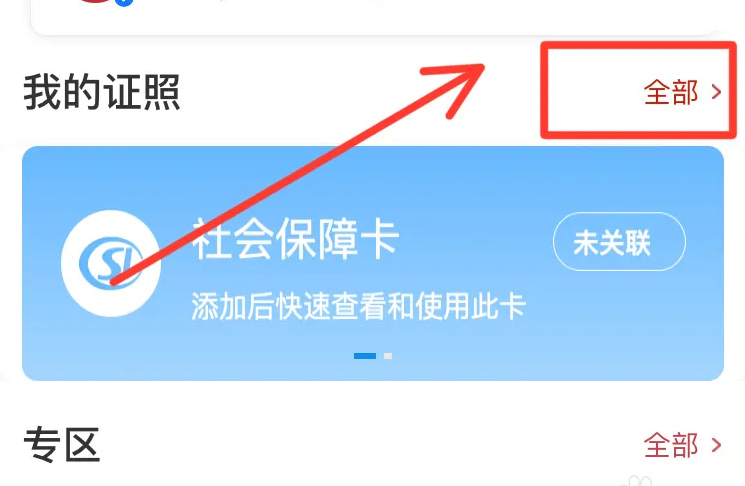 我的证照
全部 >
社会保障卡
未关联
添加后快速查看和使用此卡
专区
全部 >